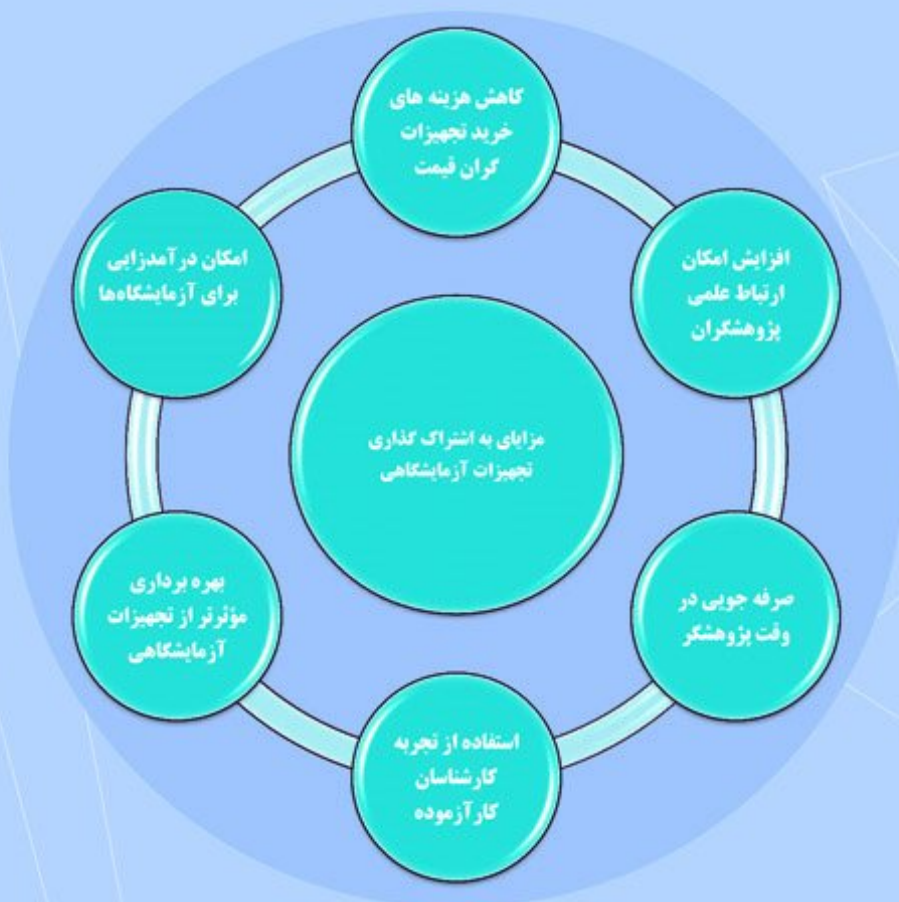 مزایای به اشتراک گذاری
تجهیزات آزمایشگاهی
کاهش هزینه های
خرید تجهیزات
گران قیمت
افزایش امکان
ارتباط علمی
پژوهشگران
صرفه جویی در
وقت پژوهشگر
استفاده از تجربه
کارشناسان
کارآزموده
بهره برداری
مؤثرتر از تجهیزات
آزمایشگاهی
امکان درآمدزایی
برای آزمایشگاه‌ها